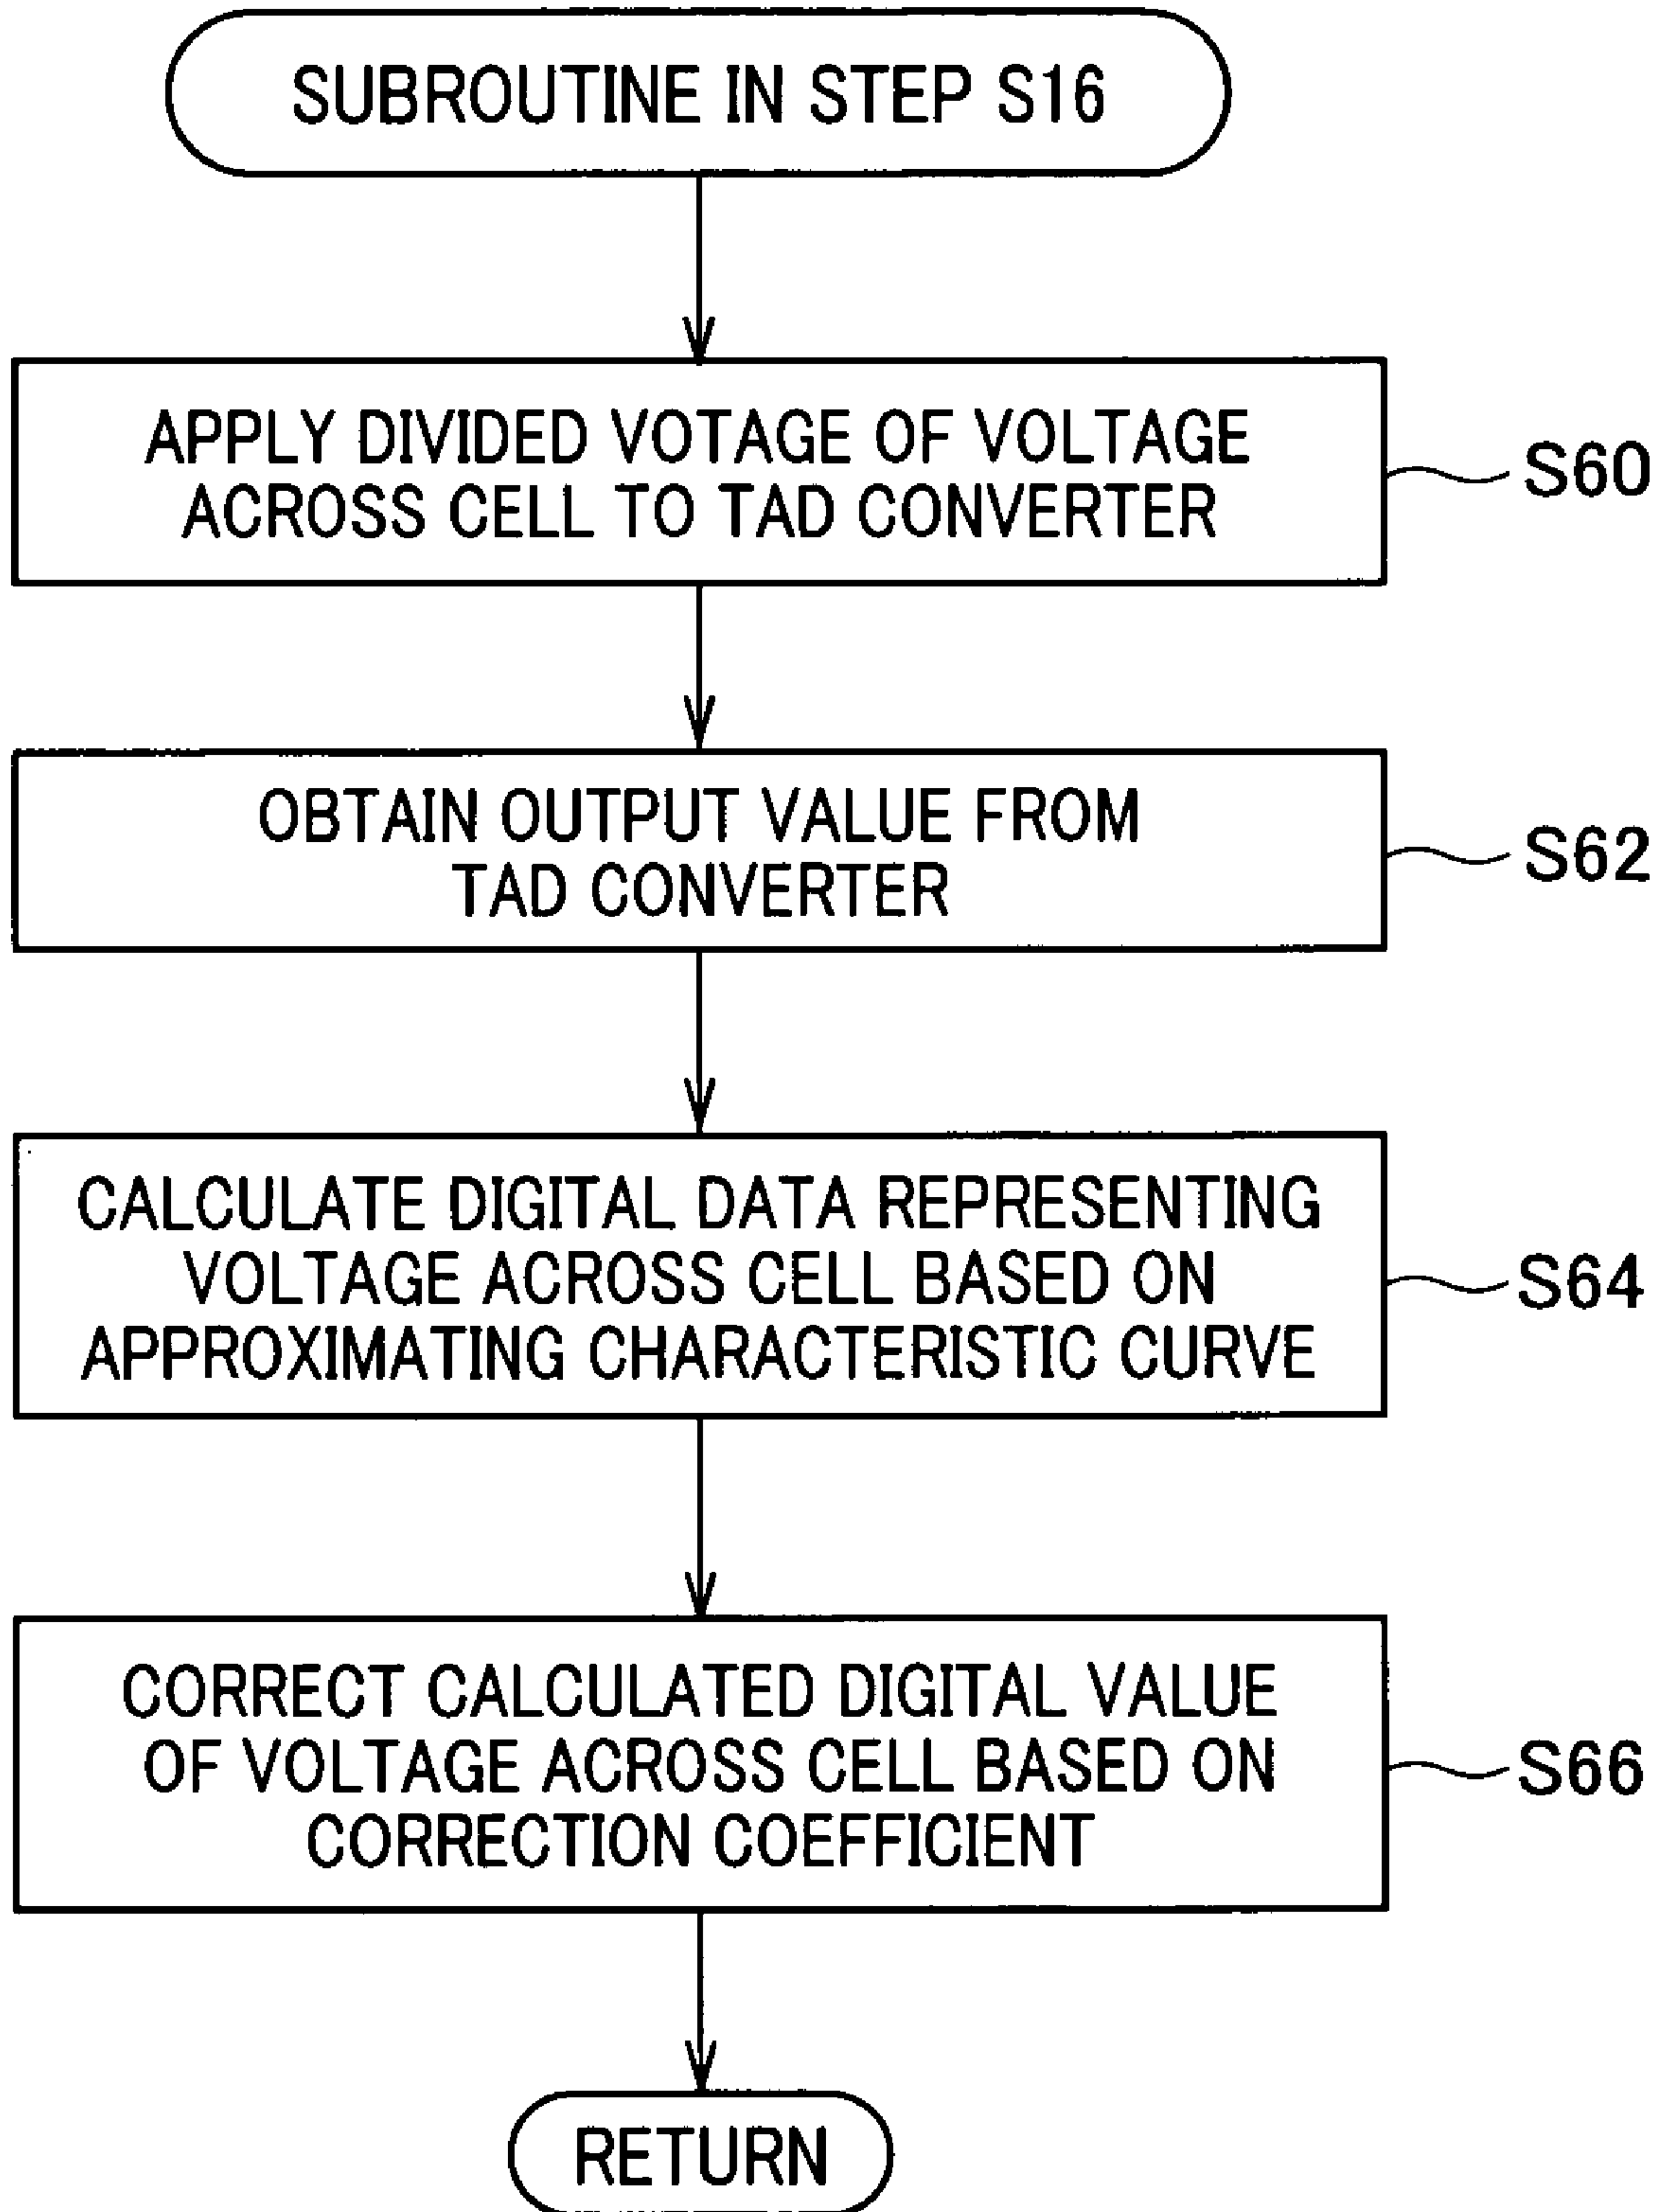 SUBROUTINE IN STEP S16
APPLY DIVIDED VOTAGE OF VOLTAGE
ACROSS CELL TO TAD CONVERTER
S60
OBTAIN OUTPUT VALUE FROM
TAD CONVERTER
S62
CALCULATE DIGITAL DATA REPRESENTING
VOLTAGE ACROSS CELL BASED ON
APPROXIMATING CHARACTERISTIC CURVE
S64
CORRECT CALCULATED DIGITAL VALUE
OF VOLTAGE ACROSS CELL BASED ON
CORRECTION COEFFICIENT
S66
RETURN